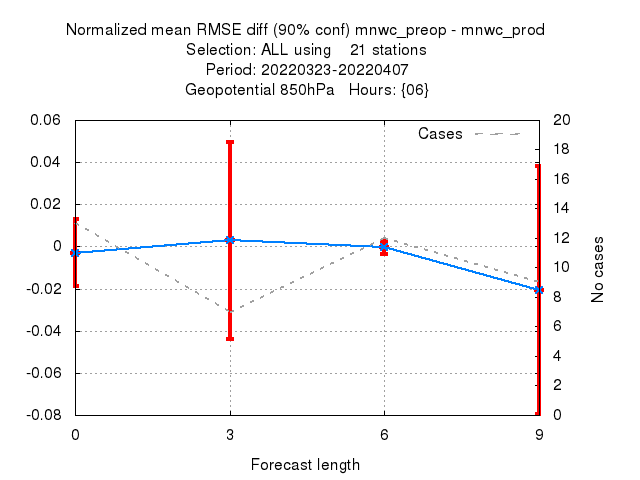 Normalized mean RMSE diff (90% conf) mnwc_preop - mnwc_prod
Selection: ALL using    21 stations
Period: 20220323-20220407
Geopotential 850hPa   Hours: {06}
Cases
0.06
0.04
0.02
0
-0.02
-0.04
-0.06
-0.08
20
18
16
14
12
10
8
6
4
2
0
No cases
0 3 6 9
Forecast length